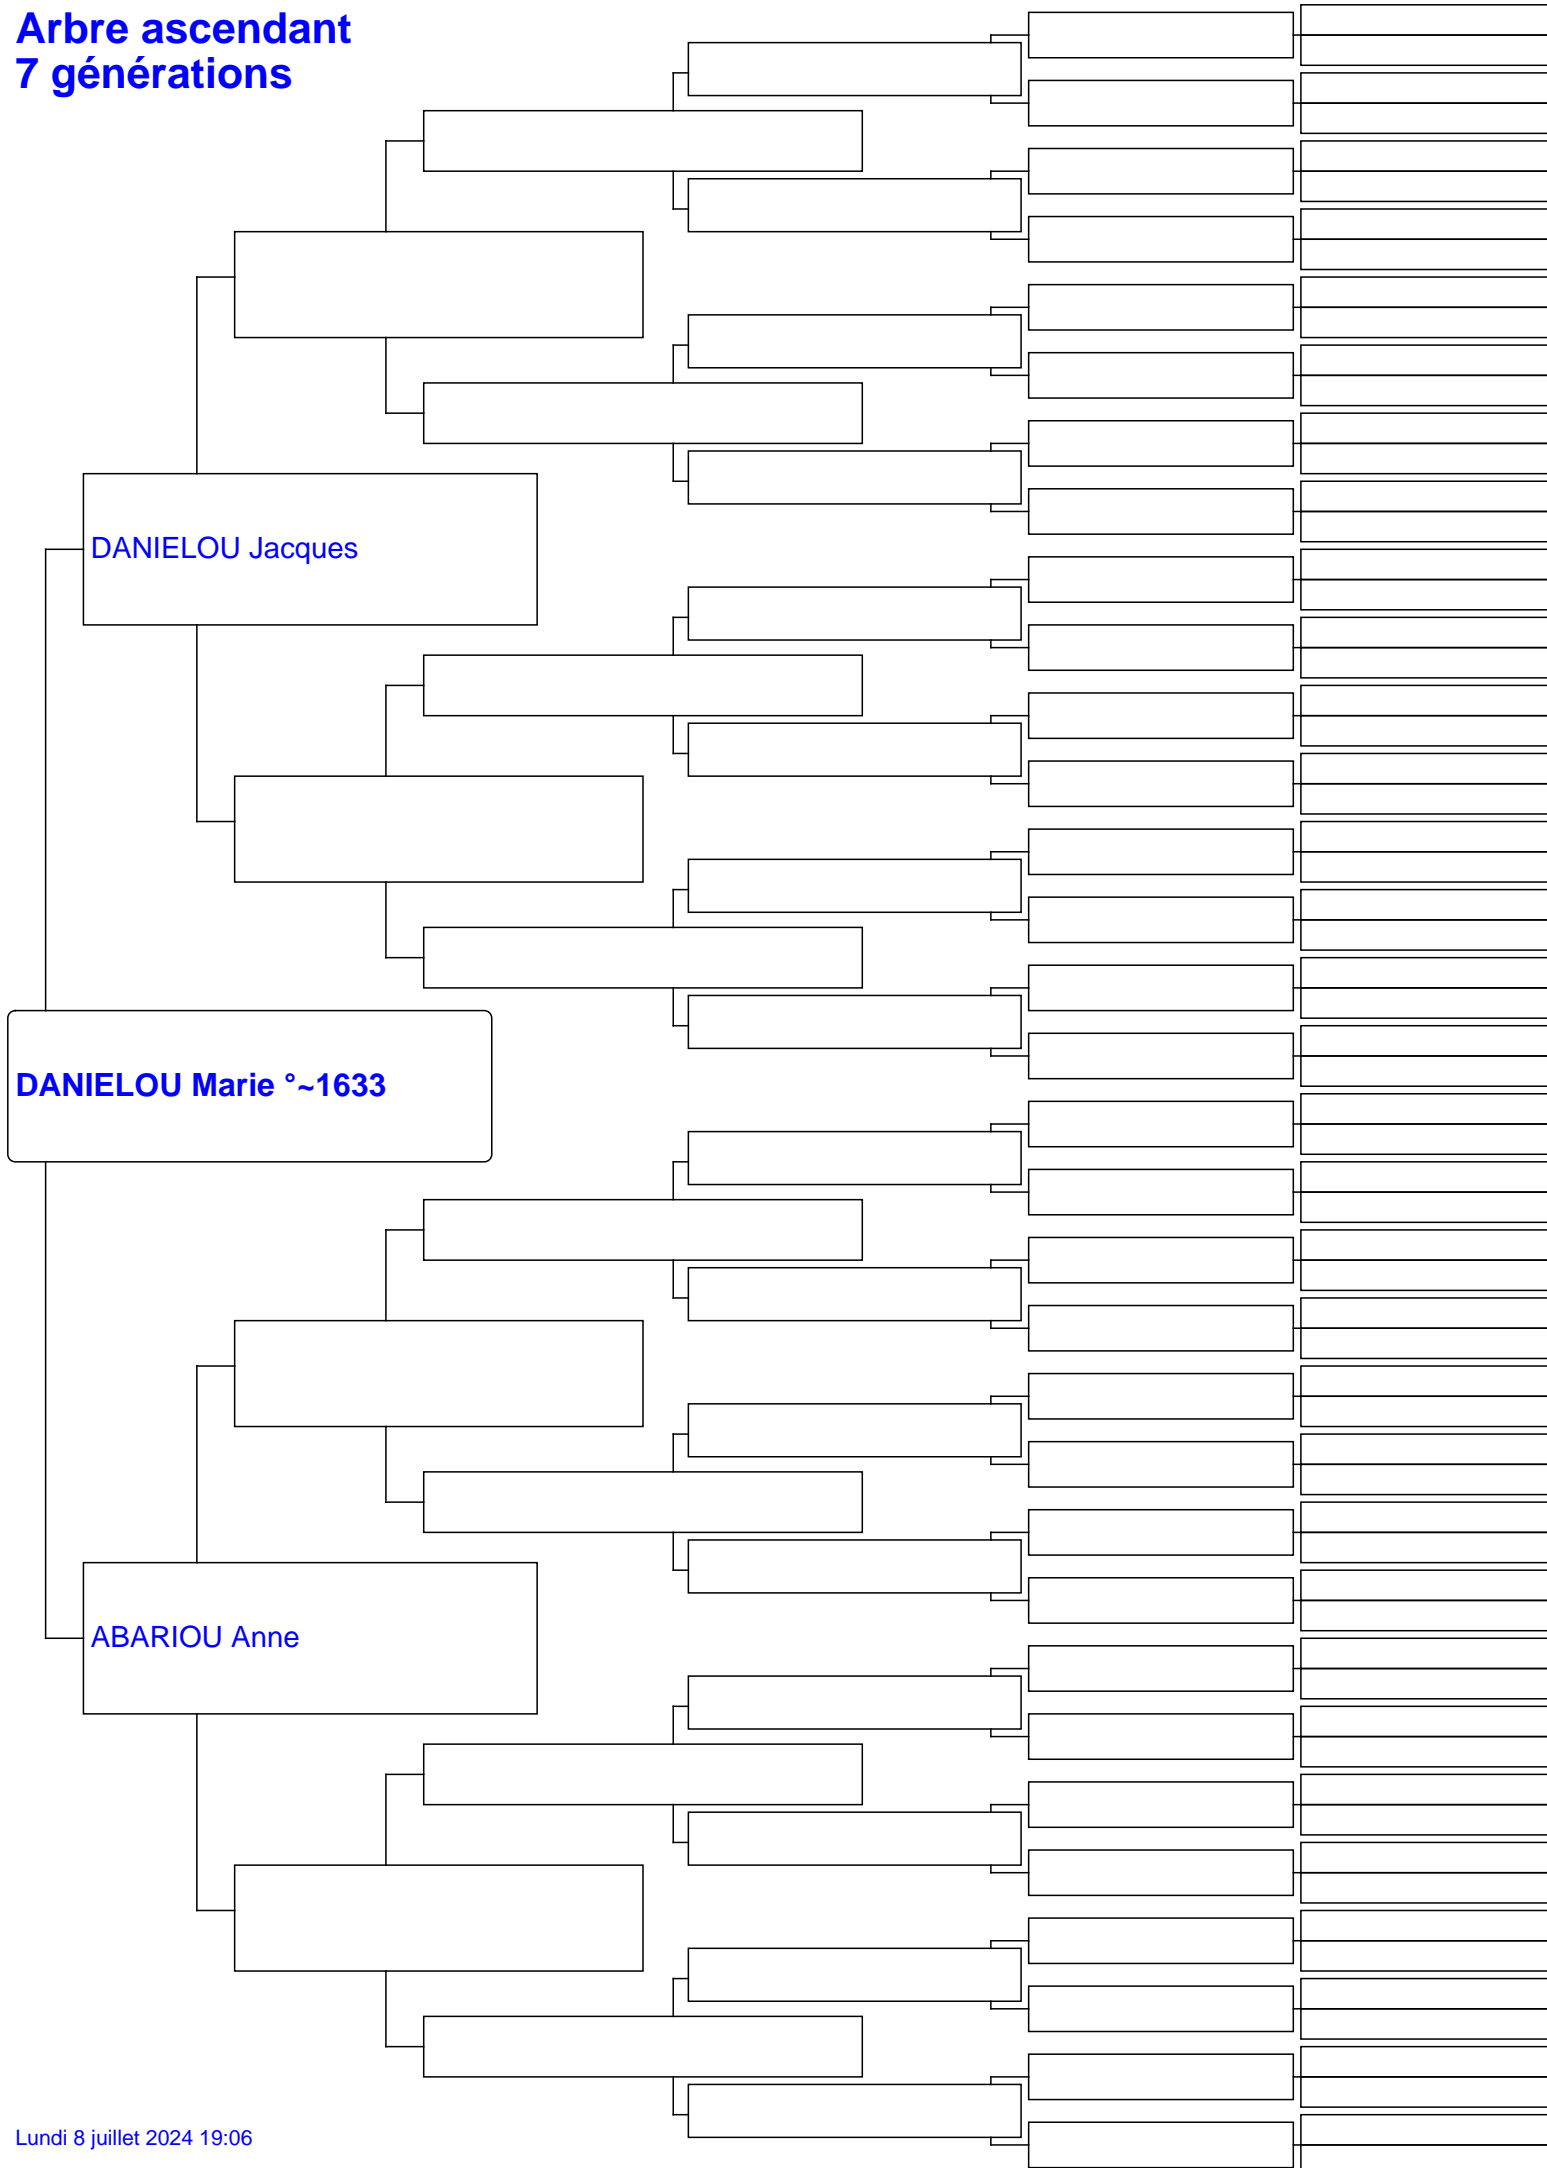 Arbre ascendant
7 générations
DANIELOU Jacques
DANIELOU Marie °~1633
ABARIOU Anne
Lundi 8 juillet 2024 19:06